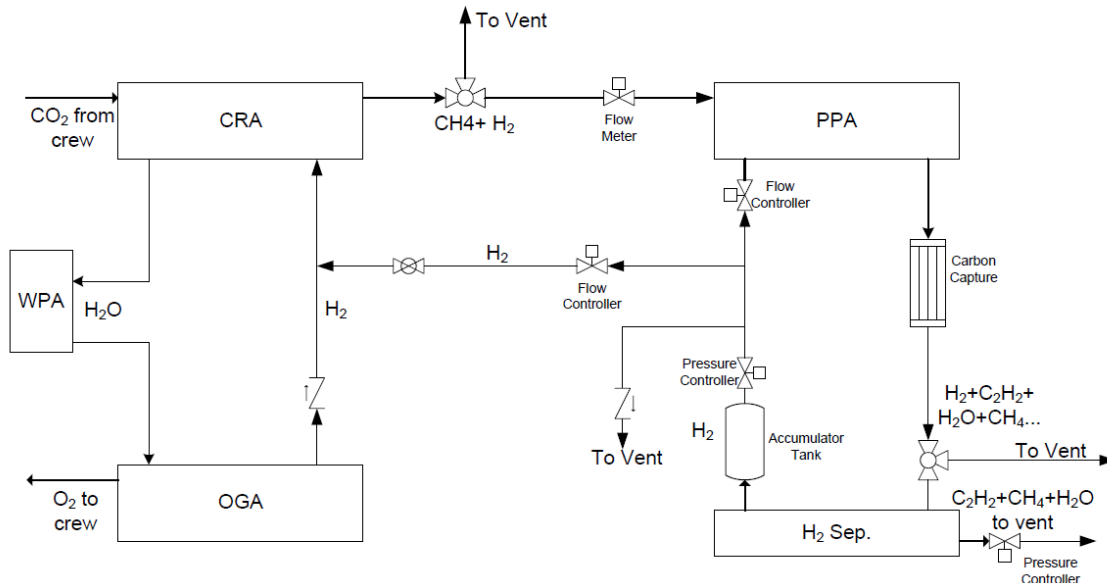 To Vent
CO₂ from
crew
CRA
CH4+ H₂
Flow
Meter
PPA
Flow
Controller
WPA
H₂O
H₂
H₂
Flow
Controller
Carbon
Capture
Pressure
Controller
H₂
Accumulator
Tank
To Vent
H₂+C₂H₂+
H₂O+CH₄...
To Vent
O₂ to
crew
OGA
H₂ Sep.
C₂H₂+CH₄+H₂O
to vent
Pressure
Controller